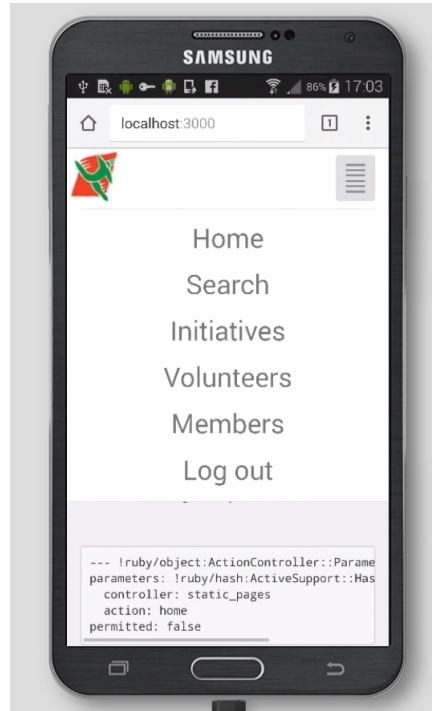 SAMSUNG
86% 17:03
localhost:3000
1
Home
Search
Initiatives
Volunteers
Members
Log out
--- !ruby/object:ActionController::Parame
parameters: !ruby/hash:ActiveSupport::Has
controller: static_pages
action: home
permitted: false